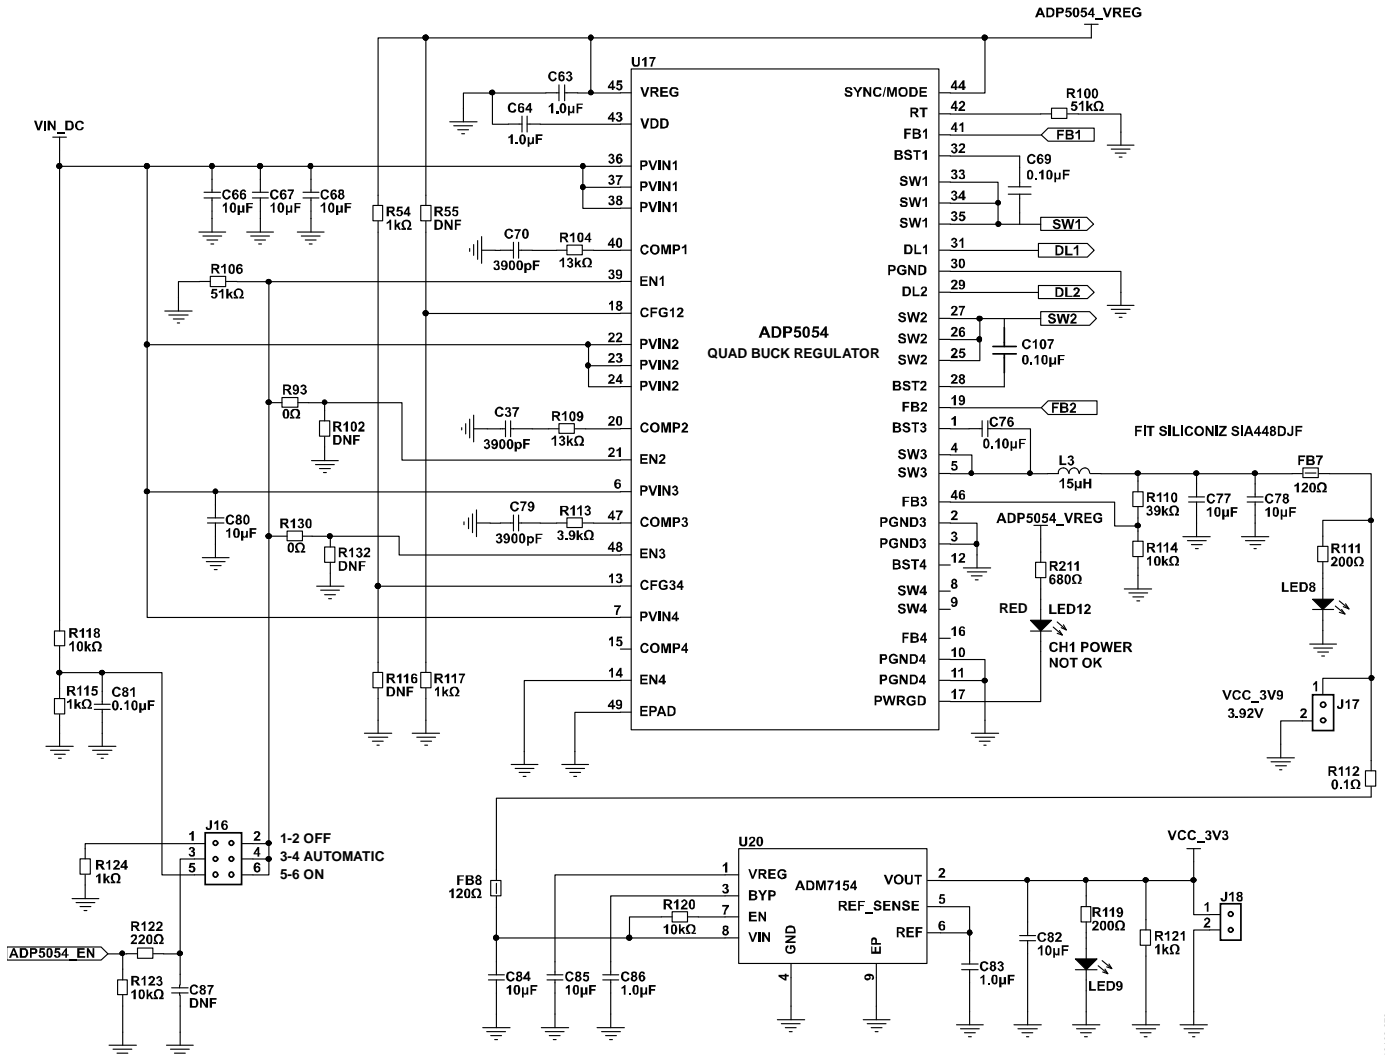 ADP5054_VREG
U17
45 VREG
43 VDD
36 PVIN1
37 PVIN1
38 PVIN1
40 COMP1
39 EN1
18 CFG12
22 PVIN2
23 PVIN2
24 PVIN2
20 COMP2
21 EN2
6 PVIN3
47 COMP3
48 EN3
13 CFG34
7 PVIN4
15 COMP4
14 EN4
49 EPAD
ADP5054
QUAD BUCK REGULATOR
SYNC/MODE 44
RT 42
FB1 41
BST1 32
SW1 33
SW1 34
SW1 35
DL1 31
PGND 30
DL2 29
SW2 27
SW2 26
SW2 25
BST2 28
FB2 19
BST3 1
SW3 4
SW3 5
FB3 46
PGND3 2
PGND3 3
BST4 12
SW4 8
SW4 9
FB4 16
PGND4 10
PGND4 11
PWRGD 17
C63
1.0µF
C64
1.0µF
VIN_DC
C66
10µF
C67
10µF
C68
10µF
R54
1kΩ
R55
DNF
C70
3900pF
R104
13kΩ
R106
51kΩ
R93
0Ω
R102
DNF
C37
3900pF
R109
13kΩ
C80
10µF
R130
0Ω
R132
DNF
C79
3900pF
R113
3.9kΩ
R118
10kΩ
R115
1kΩ
C81
0.10µF
R116
DNF
R117
1kΩ
R100
51kΩ
FB1
C69
0.10µF
SW1
DL1
DL2
SW2
C107
0.10µF
FB2
C76
0.10µF
FIT SILICONIZ SIA448DJF
L3
15µH
FB7
120Ω
R110
39kΩ
C77
10µF
C78
10µF
ADP5054_VREG
R114
10kΩ
R211
680Ω
RED
LED12
CH1 POWER
NOT OK
R111
200Ω
LED8
VCC_3V9
3.92V
1
2
J17
R112
0.1Ω
J16
1 2
3 4
5 6
1-2 OFF
3-4 AUTOMATIC
5-6 ON
R124
1kΩ
R122
220Ω
ADP5054_EN
R123
10kΩ
C87
DNF
FB8
120Ω
R120
10kΩ
C84
10µF
C85
10µF
C86
1.0µF
U20
ADM7154
1 VREG
3 BYP
7 EN
8 VIN
GND
4
EP
9
VOUT 2
REF_SENSE 5
REF 6
C83
1.0µF
C82
10µF
R119
200Ω
LED9
R121
1kΩ
VCC_3V3
J18
1
2